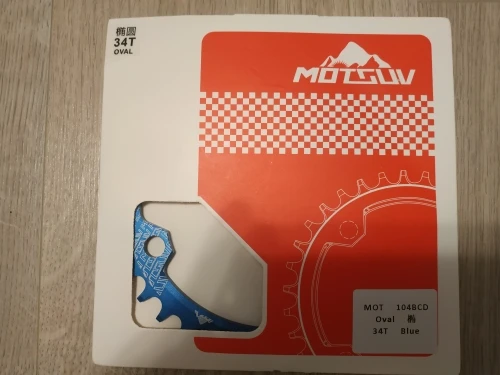 椭圆
34T
OVAL
MOTSUV
MOT 104BCD
Oval 椭
34T Blue